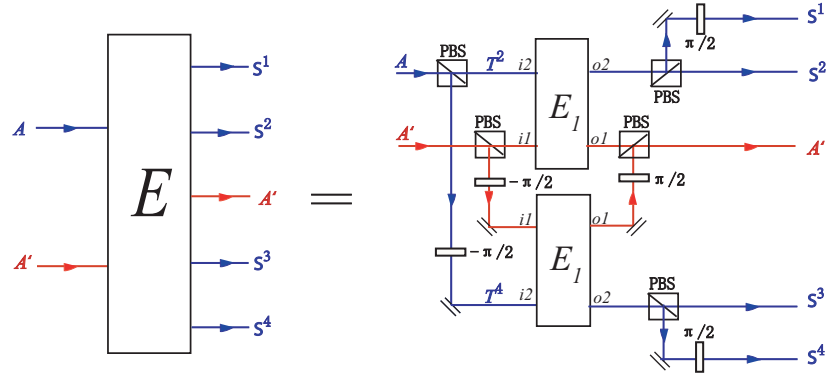 A
A'
E
S¹
S²
A'
S³
S⁴
=
A
PBS
T²
i2
E₁
o2
PBS
π/2
S¹
S²
A'
PBS
i1
o1
PBS
A'
−π/2
π/2
i1
E₁
o1
−π/2
T⁴
i2
o2
PBS
π/2
S³
S⁴